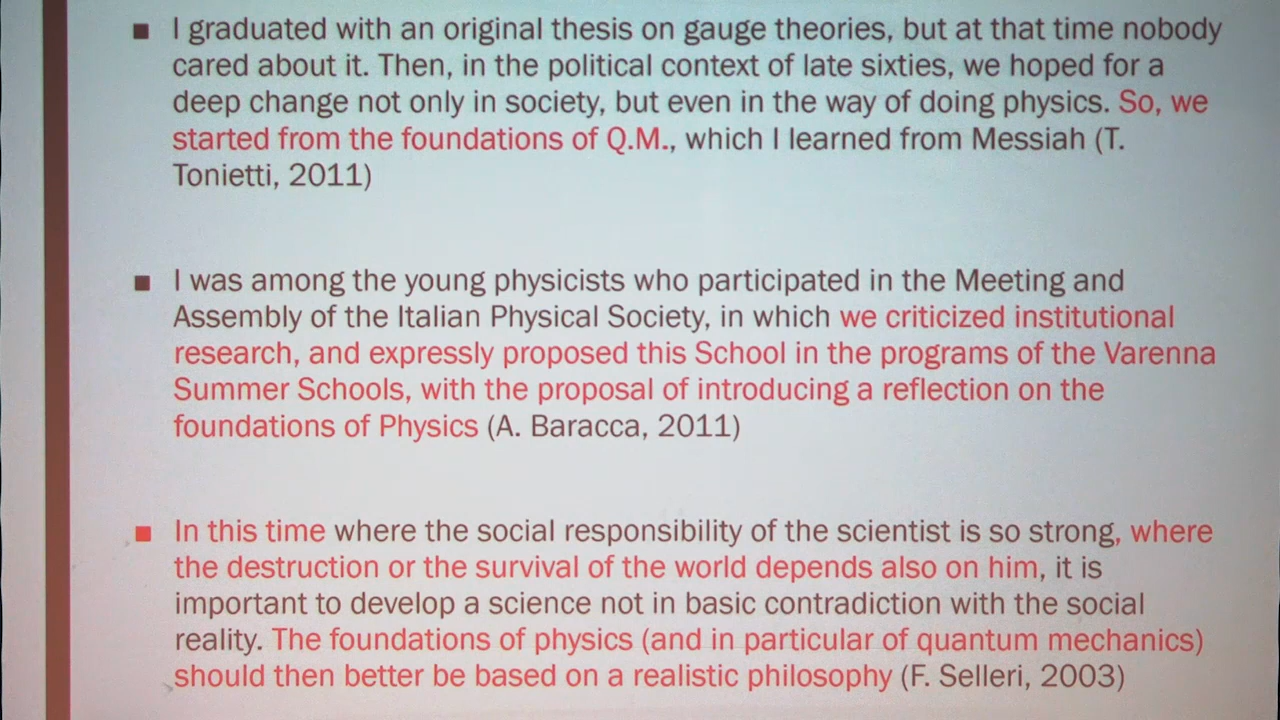 ■ I graduated with an original thesis on gauge theories, but at that time nobody
cared about it. Then, in the political context of late sixties, we hoped for a
deep change not only in society, but even in the way of doing physics. So, we
started from the foundations of Q.M., which I learned from Messiah (T.
Tonietti, 2011)
■ I was among the young physicists who participated in the Meeting and
Assembly of the Italian Physical Society, in which we criticized institutional
research, and expressly proposed this School in the programs of the Varenna
Summer Schools, with the proposal of introducing a reflection on the
foundations of Physics (A. Baracca, 2011)
■ In this time where the social responsibility of the scientist is so strong, where
the destruction or the survival of the world depends also on him, it is
important to develop a science not in basic contradiction with the social
reality. The foundations of physics (and in particular of quantum mechanics)
should then better be based on a realistic philosophy (F. Selleri, 2003)